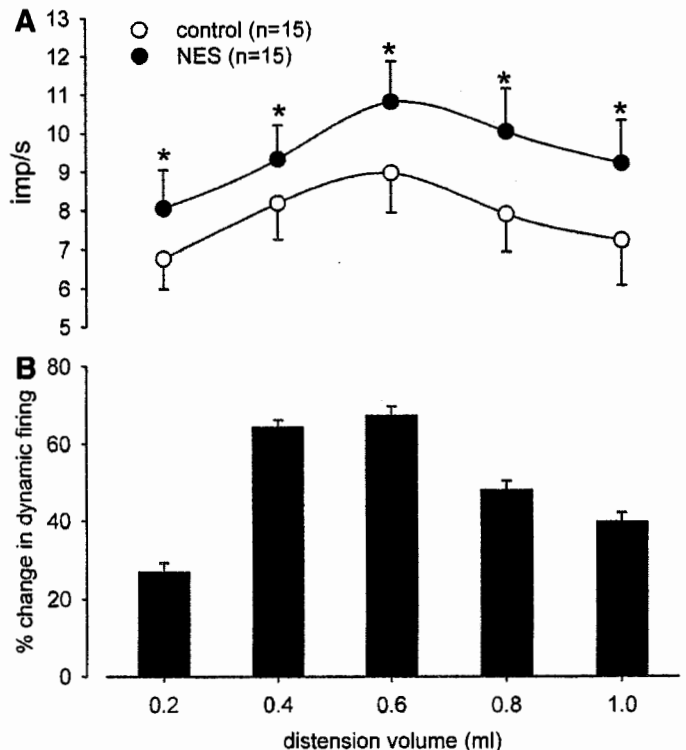 A
13
control (n=15)
NES (n=15)
12
11
10
9
8
7
6
5
imp/s
* * * * *
B
80
60
40
20
0
% change in dynamic firing
0.2 0.4 0.6 0.8 1.0
distension volume (ml)